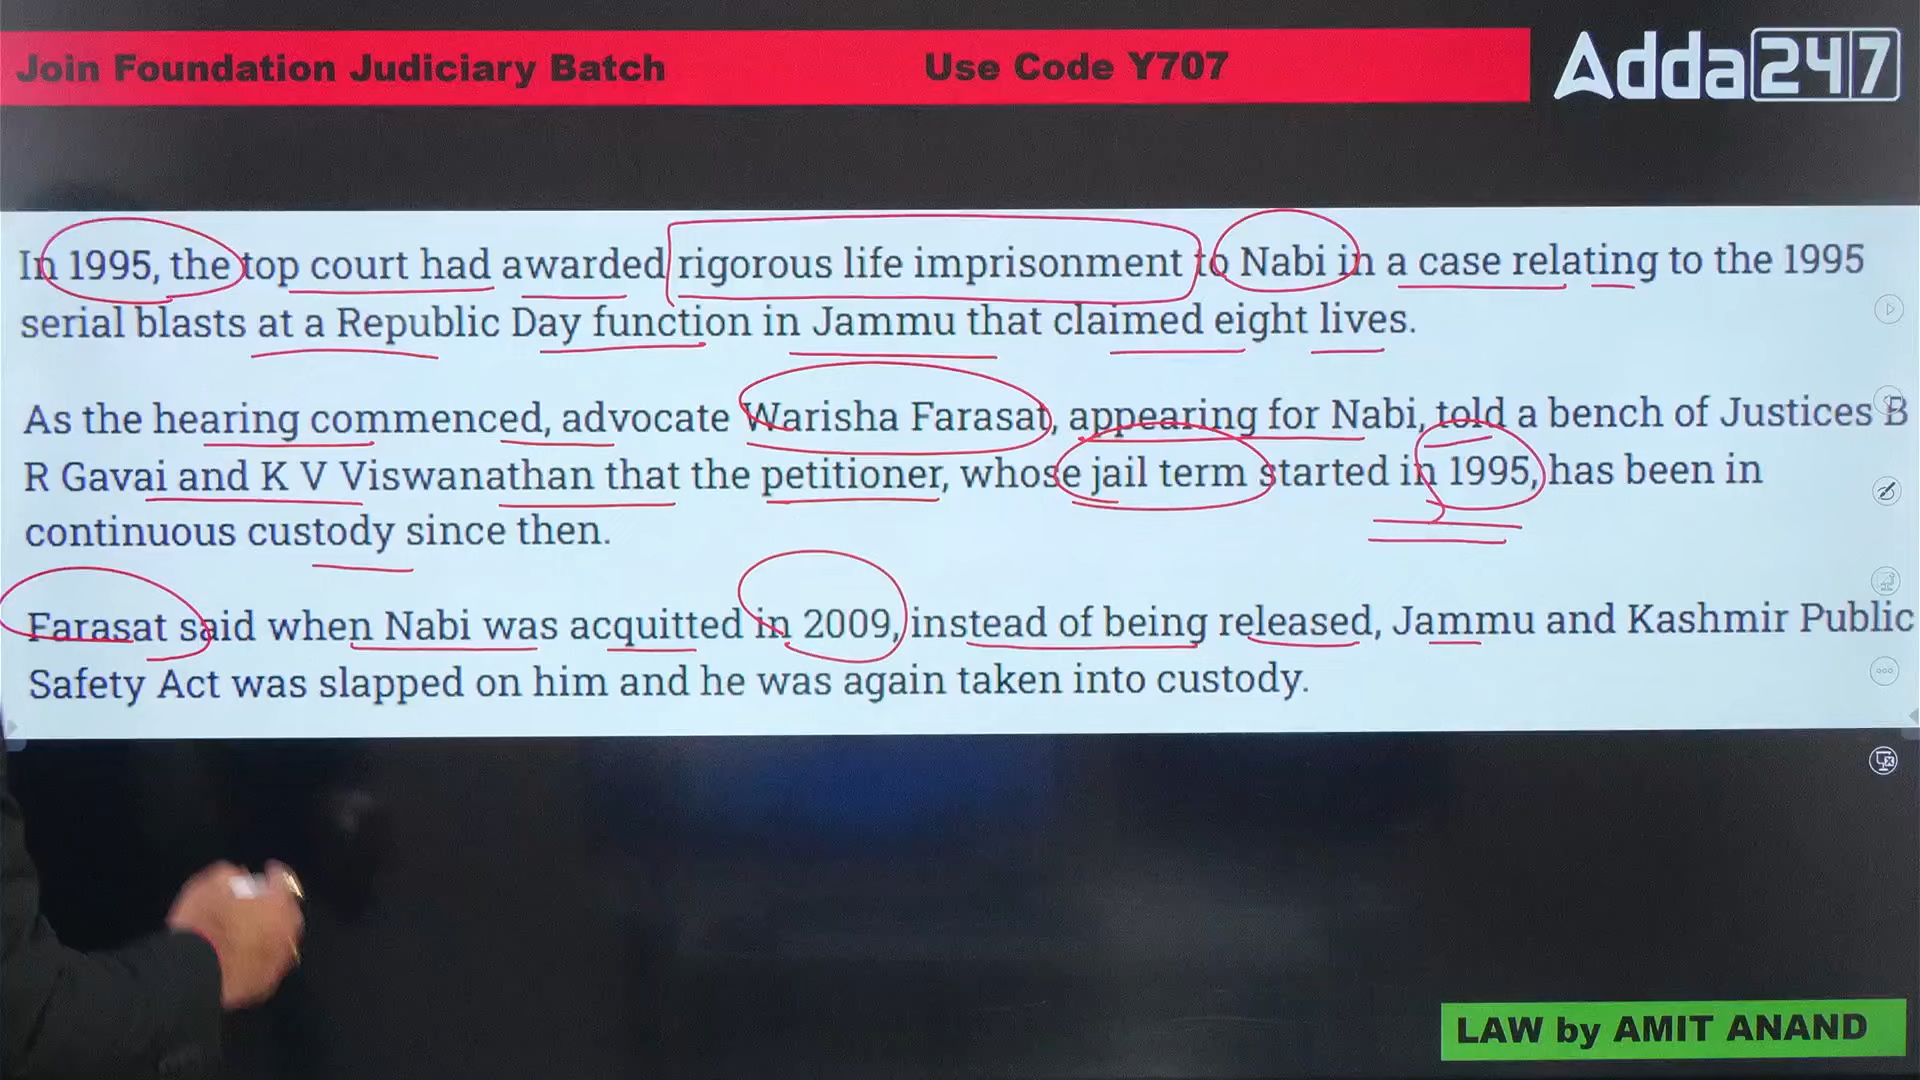 Join Foundation Judiciary Batch Use Code Y707 Adda247
In 1995, the top court had awarded rigorous life imprisonment to Nabi in a case relating to the 1995
serial blasts at a Republic Day function in Jammu that claimed eight lives.
As the hearing commenced, advocate Warisha Farasat, appearing for Nabi, told a bench of Justices B
R Gavai and K V Viswanathan that the petitioner, whose jail term started in 1995, has been in
continuous custody since then.
Farasat said when Nabi was acquitted in 2009, instead of being released, Jammu and Kashmir Public
Safety Act was slapped on him and he was again taken into custody.
LAW by AMIT ANAND